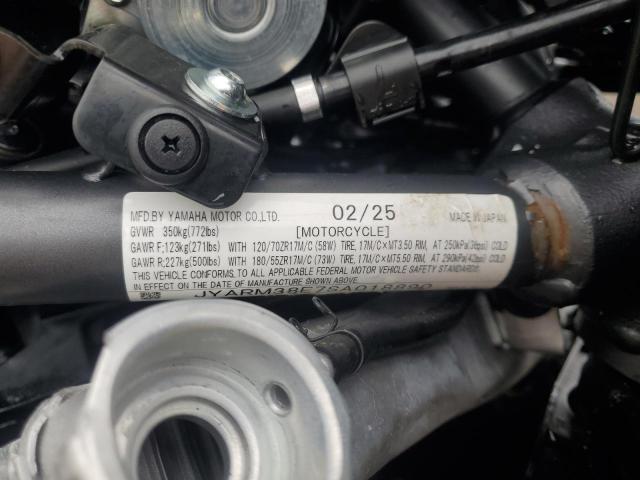 MFD.BY YAMAHA MOTOR CO.,LTD. 02/25 MADE IN JAPAN
GVWR 350kg(772lbs) [MOTORCYCLE]
GAWR F;123kg(271lbs) WITH 120/70ZR17M/C (58W) TIRE, 17M/C×MT3.50 RIM, AT 250kPa(36psi) COLD
GAWR R;227kg(500lbs) WITH 180/55ZR17M/C (73W) TIRE, 17M/C×MT5.50 RIM, AT 290kPa(42psi) COLD
THIS VEHICLE CONFORMS TO ALL APPLICABLE FEDERAL MOTOR VEHICLE SAFETY STANDARDS
IN EFFECT ON THE DATE OF MANUFACTURE SHOWN ABOVE.